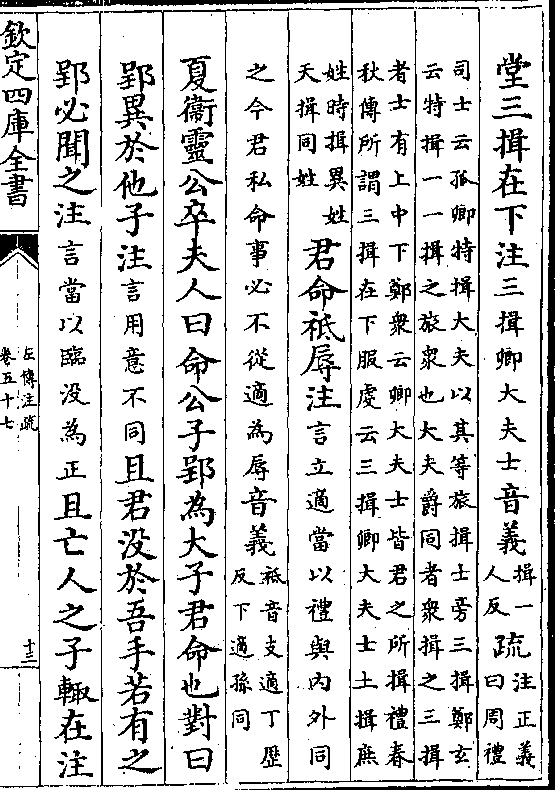 堂三揖在下注三揖卿大夫士音義揖一人反疏注正義曰周禮
司士云孤卿特揖大夫以其等旅揖士旁三揖鄭玄
云特揖一一揖之旅衆也大夫爵同者衆揖之三揖
者士有上中下鄭衆云卿大夫士皆君之所揖禮春
秋傳所謂三揖在下服虔云三揖卿大夫士土揖庶
姓時揖異姓天揖同姓君命祗辱注言立適當以禮與內外同
之今君私命事必不從適為辱音義祗音支適丁歴反下適孫同
夏衞靈公卒夫人曰命公子郢為大子君命也對曰
郢異於他子注言用意不同且君没於吾手若有之
郢必聞之注言當以臨没為正且亡人之子輒在注
欽定四庫全書
左傳注疏
卷五十七
十三